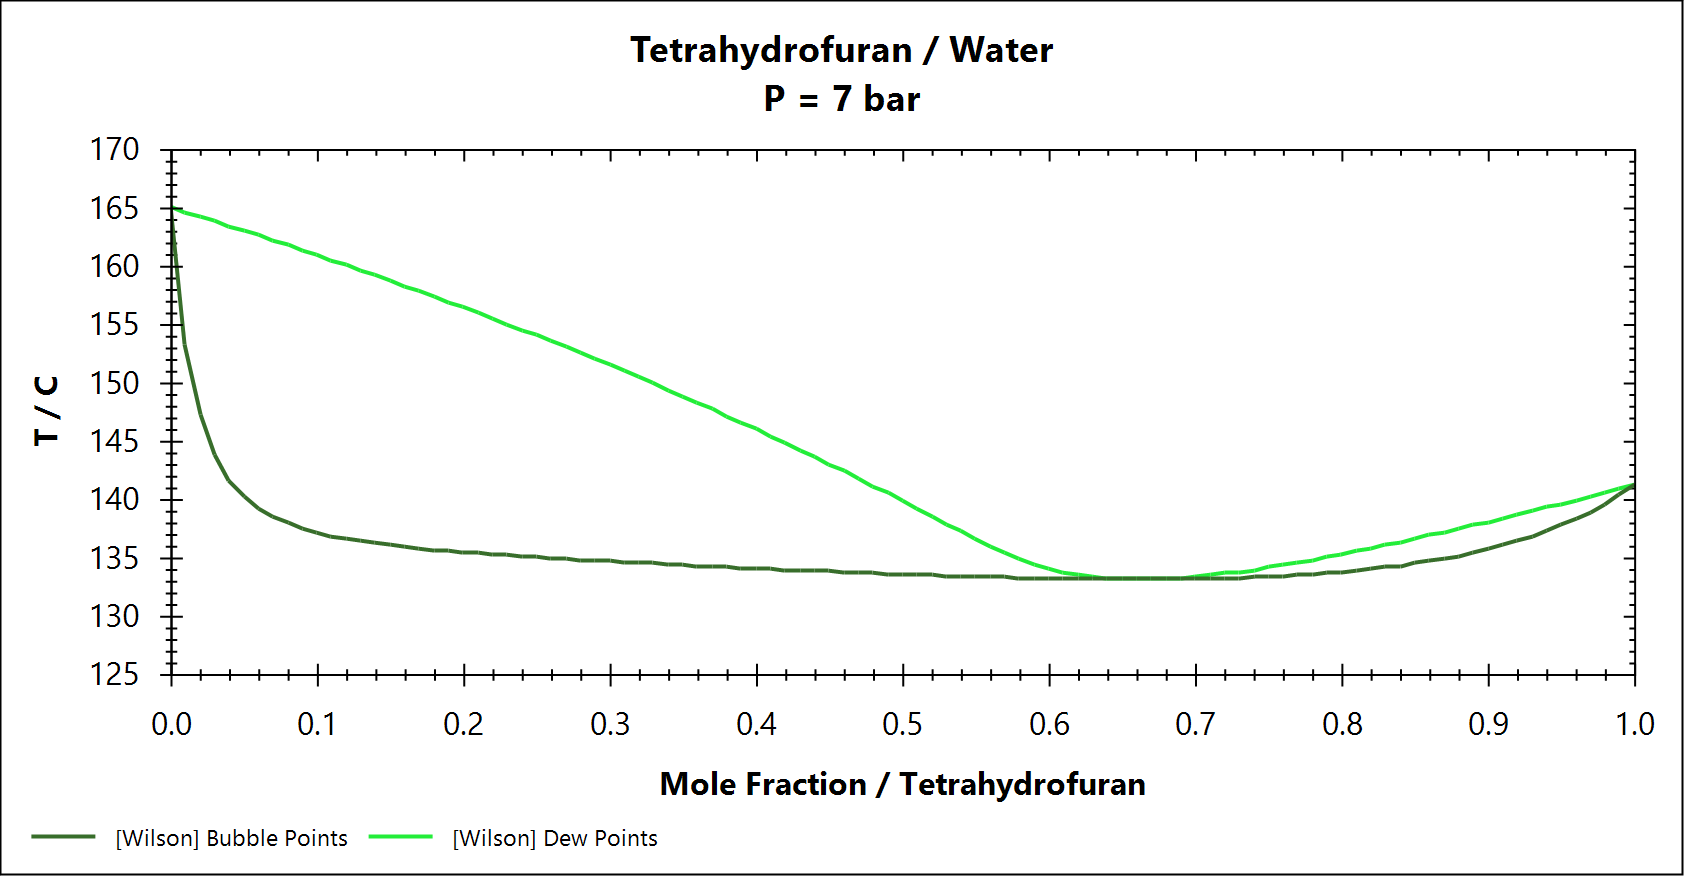 Tetrahydrofuran / Water
P = 7 bar
170
165
160
155
150
145
140
135
130
125
T / C
0.0 0.1 0.2 0.3 0.4 0.5 0.6 0.7 0.8 0.9 1.0
Mole Fraction / Tetrahydrofuran
[Wilson] Bubble Points [Wilson] Dew Points